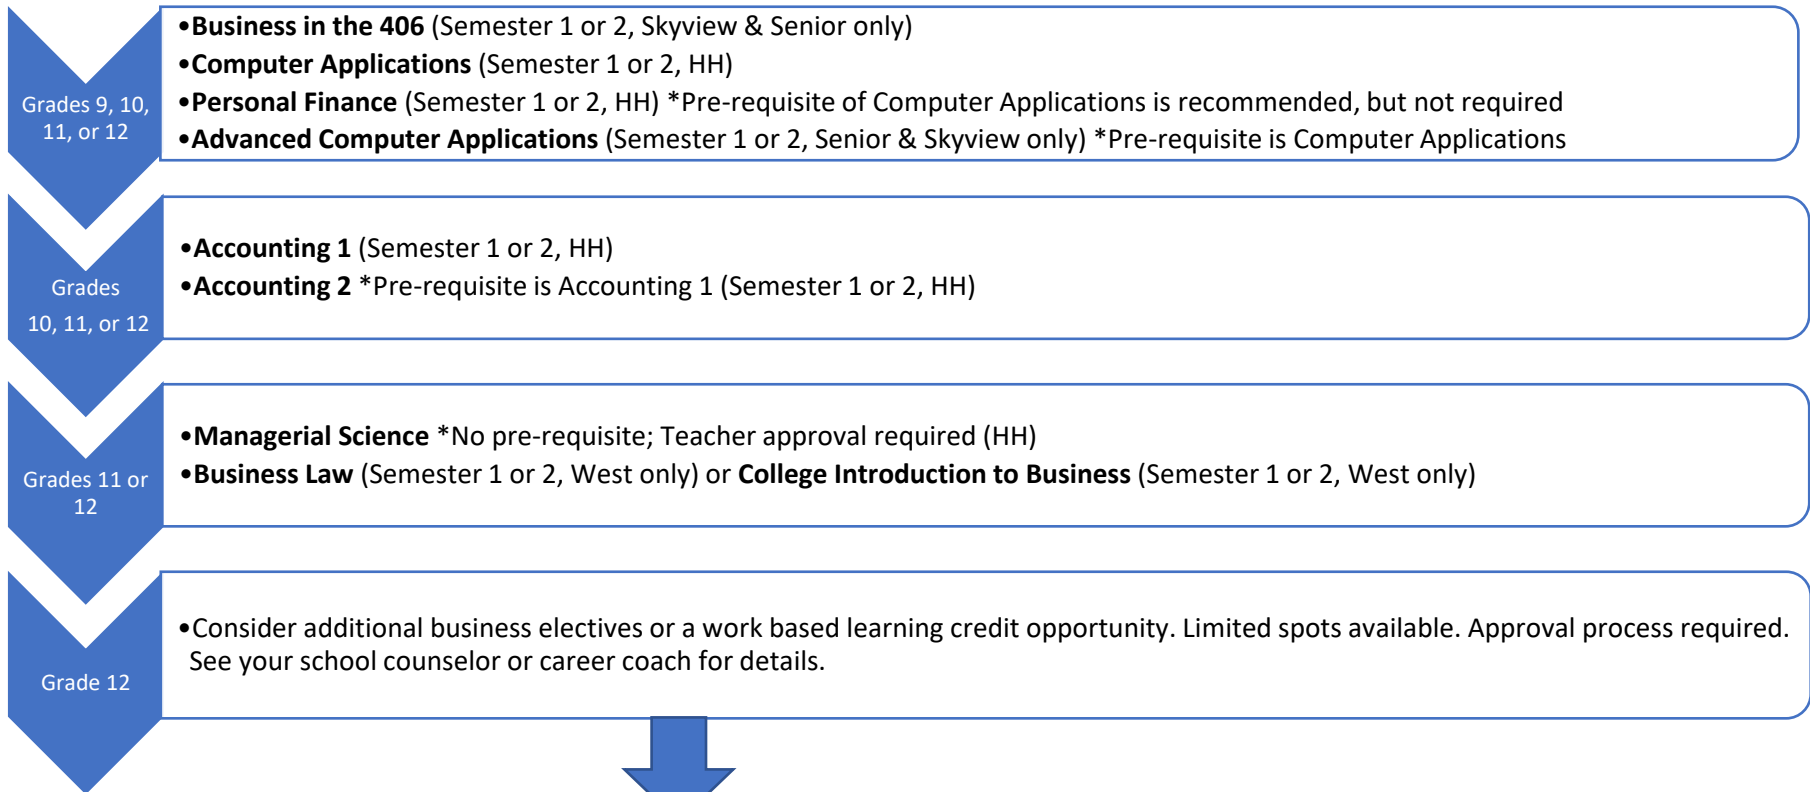 Grades 9, 10,
11, or 12
•Business in the 406 (Semester 1 or 2, Skyview & Senior only)
•Computer Applications (Semester 1 or 2, HH)
•Personal Finance (Semester 1 or 2, HH) *Pre-requisite of Computer Applications is recommended, but not required
•Advanced Computer Applications (Semester 1 or 2, Senior & Skyview only) *Pre-requisite is Computer Applications
Grades
10, 11, or 12
•Accounting 1 (Semester 1 or 2, HH)
•Accounting 2 *Pre-requisite is Accounting 1 (Semester 1 or 2, HH)
Grades 11 or
12
•Managerial Science *No pre-requisite; Teacher approval required (HH)
•Business Law (Semester 1 or 2, West only) or College Introduction to Business (Semester 1 or 2, West only)
Grade 12
•Consider additional business electives or a work based learning credit opportunity. Limited spots available. Approval process required.
See your school counselor or career coach for details.